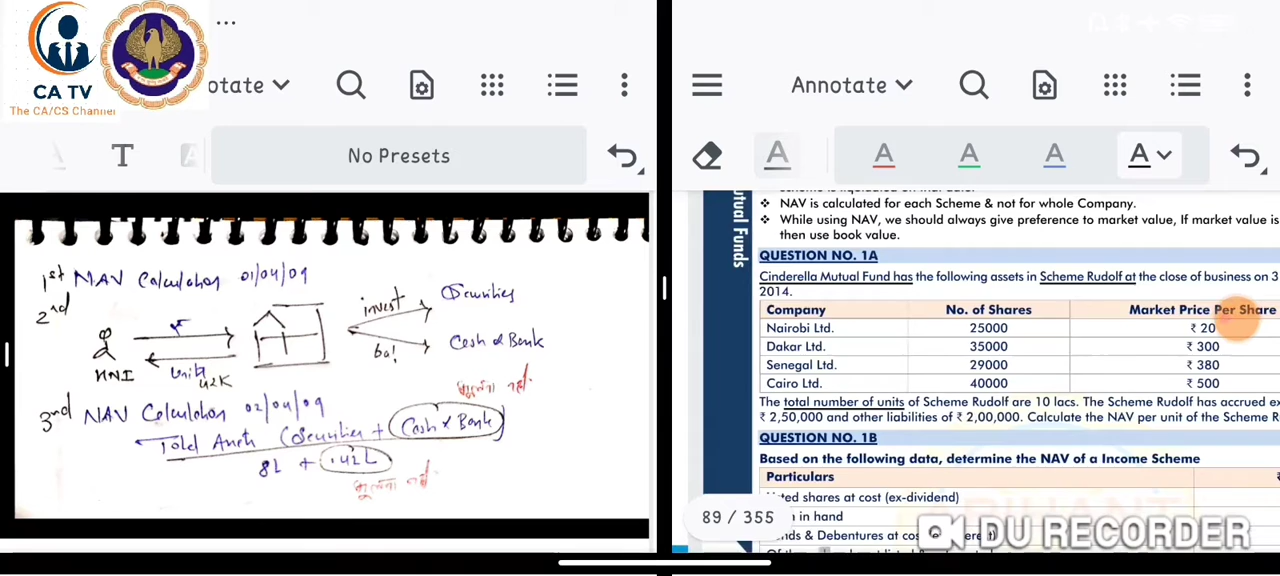 CA TV
The CA/CS Channel
otate
No Presets
T
1st NAV Calculation 01/04/09
2nd
HNI
Units
42K
invest
Securities
bal
Cash & Bank
भूलना नहीं
3rd NAV Calculation 02/04/09
Total Assets (Securities + Cash & Bank)
8L + .42L
भूलना नहीं
Annotate
A A A A A
Mutual Funds
NAV is calculated for each Scheme & not for whole Company.
While using NAV, we should always give preference to market value, If market value is
then use book value.
QUESTION NO. 1A
Cinderella Mutual Fund has the following assets in Scheme Rudolf at the close of business on 3
2014.
Company No. of Shares Market Price Per Share
Nairobi Ltd. 25000 ₹ 20
Dakar Ltd. 35000 ₹ 300
Senegal Ltd. 29000 ₹ 380
Cairo Ltd. 40000 ₹ 500
The total number of units of Scheme Rudolf are 10 lacs. The Scheme Rudolf has accrued ex
₹ 2,50,000 and other liabilities of ₹ 2,00,000. Calculate the NAV per unit of the Scheme R
QUESTION NO. 1B
Based on the following data, determine the NAV of a Income Scheme
Particulars ₹
shares at cost (ex-dividend)
in hand
& Debentures at
89 / 355
DU RECORDER